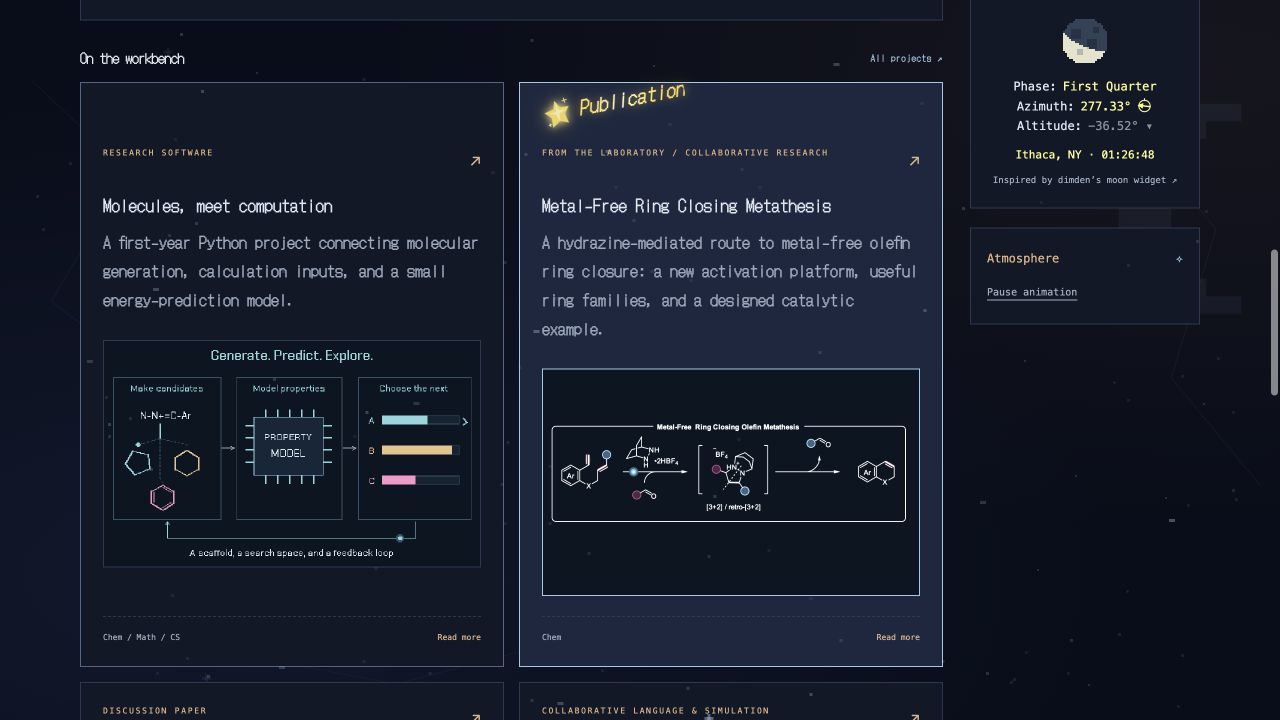 On the workbench
All projects ↗
RESEARCH SOFTWARE
Molecules, meet computation
A first-year Python project connecting molecular
generation, calculation inputs, and a small
energy-prediction model.
Generate. Predict. Explore.
Make candidates
N-N+=C-Ar
Model properties
PROPERTY
MODEL
Choose the next
A
B
C
A scaffold, a search space, and a feedback loop
Chem / Math / CS
Read more
Publication
FROM THE LABORATORY / COLLABORATIVE RESEARCH
Metal-Free Ring Closing Metathesis
A hydrazine-mediated route to metal-free olefin
ring closure: a new activation platform, useful
ring families, and a designed catalytic
example.
Metal-Free Ring Closing Olefin Metathesis
Ar
X
O
NH
N
H
•2HBF₄
O
BF₄
HN
N
X
O
Ar
X
[3+2] / retro-[3+2]
Chem
Read more
DISCUSSION PAPER
COLLABORATIVE LANGUAGE & SIMULATION
Phase: First Quarter
Azimuth: 277.33°
Altitude: -36.52° ▾
Ithaca, NY · 01:26:48
Inspired by dimden's moon widget ↗
Atmosphere
Pause animation